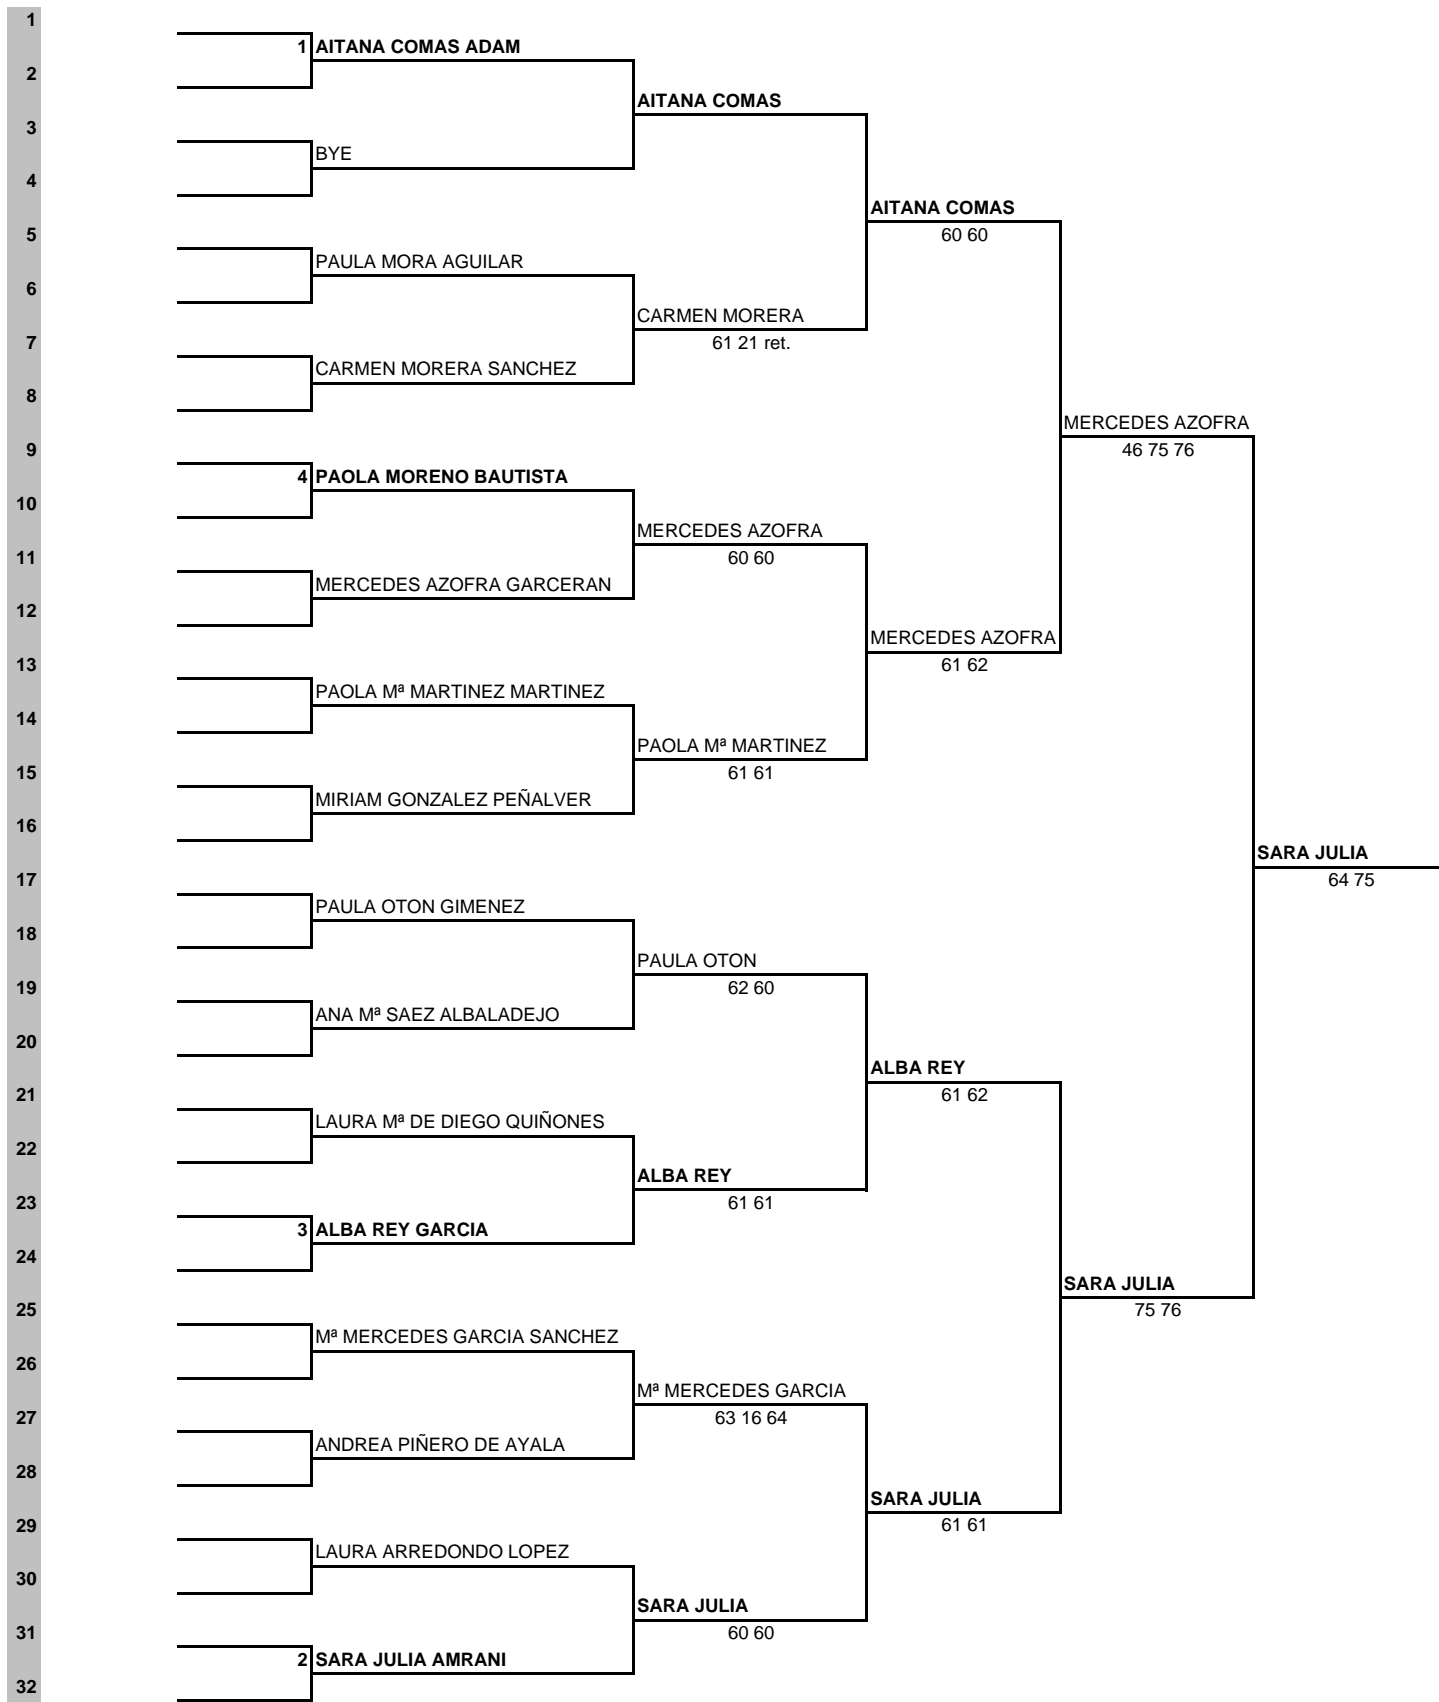 1
1 AITANA COMAS ADAM
2
AITANA COMAS
3
BYE
4
AITANA COMAS
5
60 60
PAULA MORA AGUILAR
6
CARMEN MORERA
7
61 21 ret.
CARMEN MORERA SANCHEZ
8
MERCEDES AZOFRA
9
46 75 76
4 PAOLA MORENO BAUTISTA
10
MERCEDES AZOFRA
11
60 60
MERCEDES AZOFRA GARCERAN
12
MERCEDES AZOFRA
13
61 62
PAOLA Mª MARTINEZ MARTINEZ
14
PAOLA Mª MARTINEZ
15
61 61
MIRIAM GONZALEZ PEÑALVER
16
SARA JULIA
17
64 75
PAULA OTON GIMENEZ
18
PAULA OTON
19
62 60
ANA Mª SAEZ ALBALADEJO
20
ALBA REY
21
61 62
LAURA Mª DE DIEGO QUIÑONES
22
ALBA REY
23
61 61
3 ALBA REY GARCIA
24
SARA JULIA
25
75 76
Mª MERCEDES GARCIA SANCHEZ
26
Mª MERCEDES GARCIA
27
63 16 64
ANDREA PIÑERO DE AYALA
28
SARA JULIA
29
61 61
LAURA ARREDONDO LOPEZ
30
SARA JULIA
31
60 60
2 SARA JULIA AMRANI
32